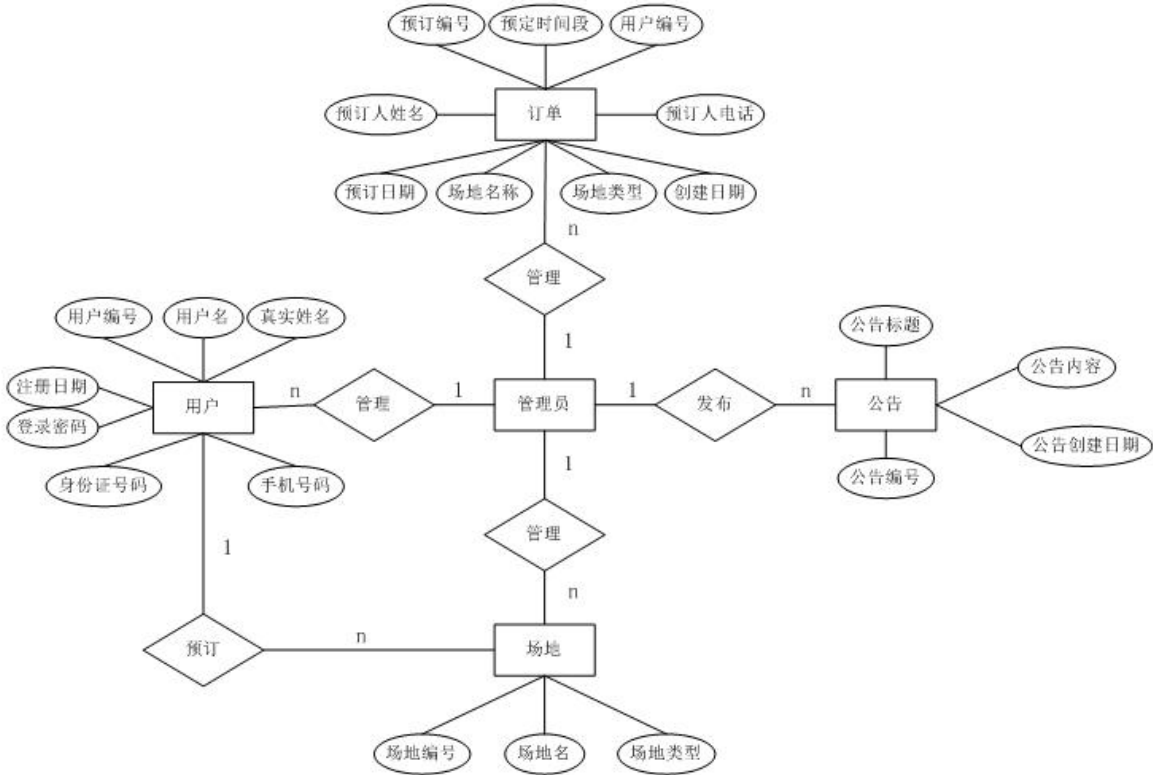 预订编号 预定时间段 用户编号
预订人姓名 订单 预订人电话
预订日期 场地名称 场地类型 创建日期
n
管理
1
用户编号 用户名 真实姓名
公告标题
注册日期
登录密码
用户 n 管理 1 管理员 1 发布 n 公告
公告内容
公告创建日期
身份证号码 手机号码
公告编号
1
管理
1
n
预订 n 场地
场地编号 场地名 场地类型